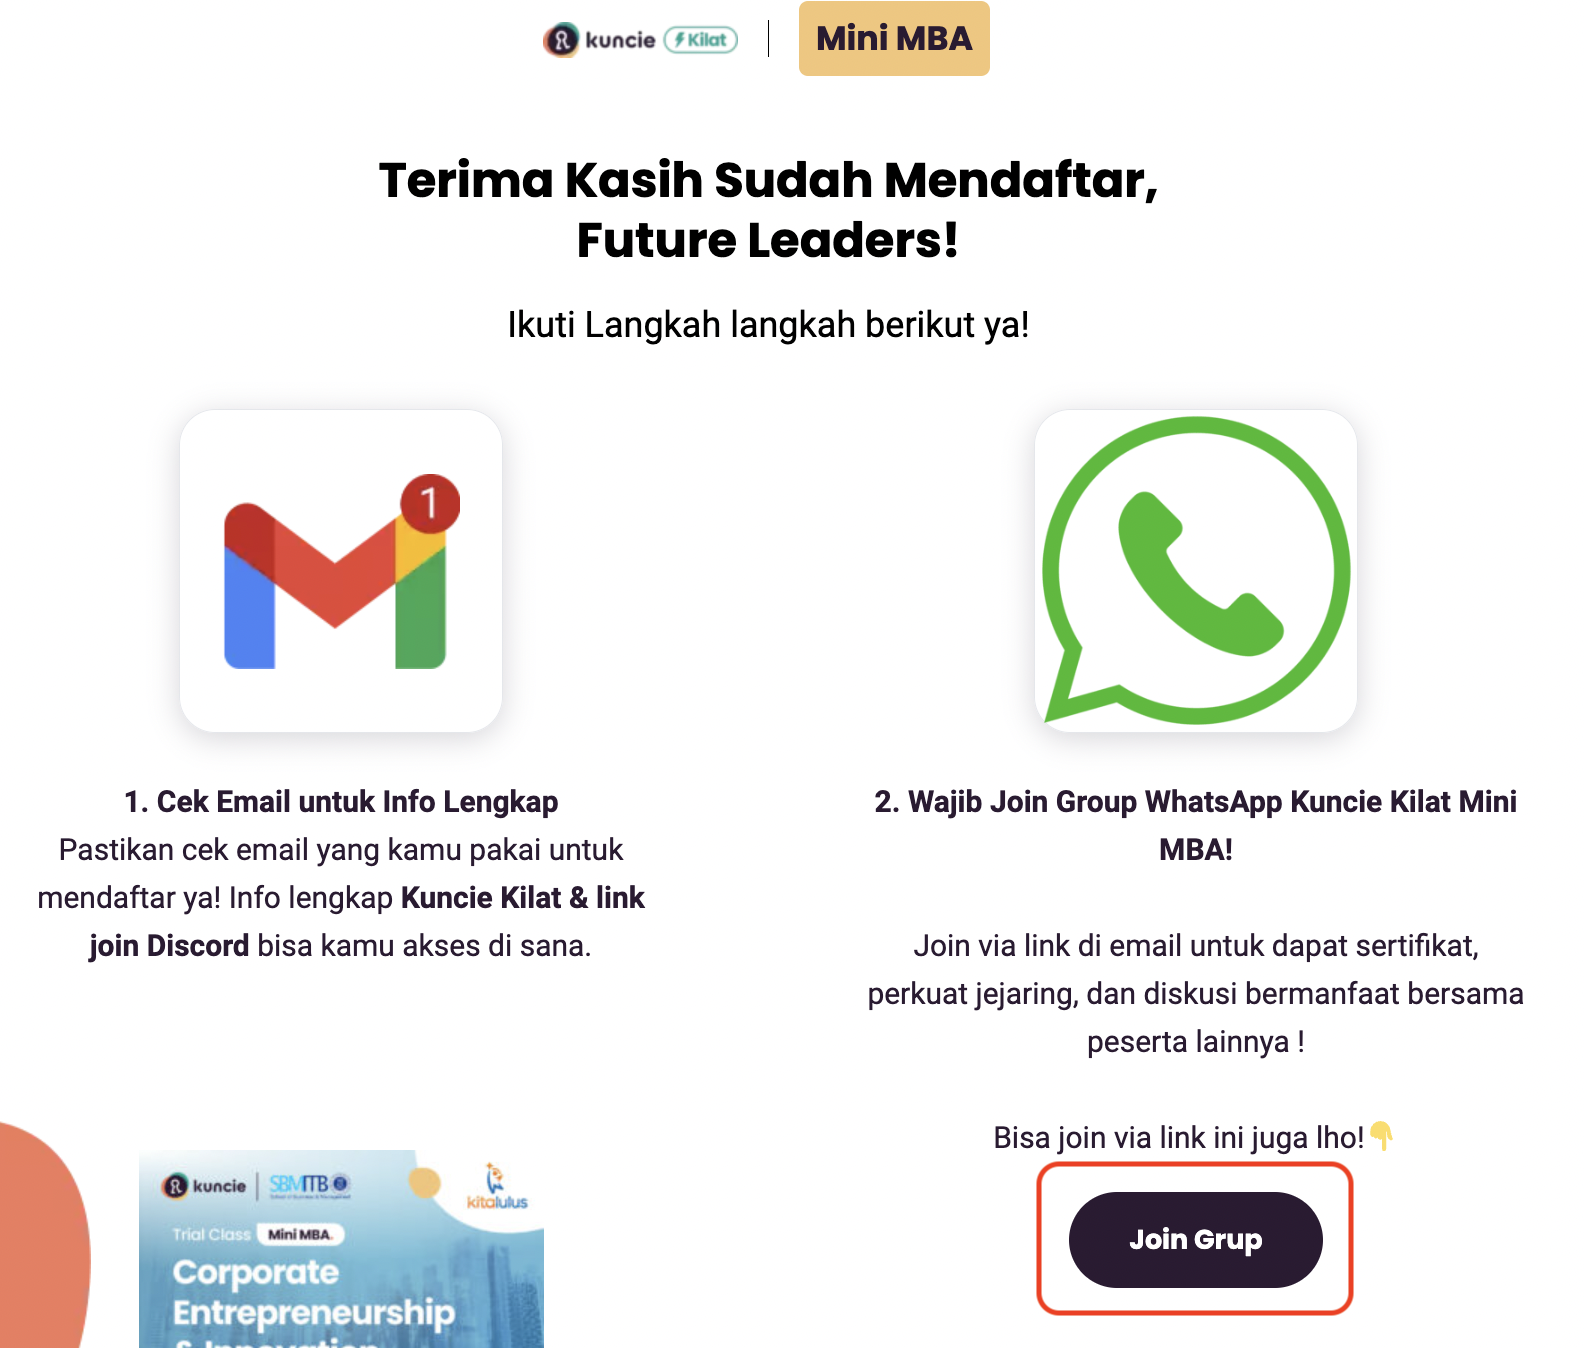 kuncie Kilat
Mini MBA
Terima Kasih Sudah Mendaftar,
Future Leaders!
Ikuti Langkah langkah berikut ya!
1
1. Cek Email untuk Info Lengkap
Pastikan cek email yang kamu pakai untuk
mendaftar ya! Info lengkap Kuncie Kilat & link
join Discord bisa kamu akses di sana.
2. Wajib Join Group WhatsApp Kuncie Kilat Mini
MBA!
Join via link di email untuk dapat sertifikat,
perkuat jejaring, dan diskusi bermanfaat bersama
peserta lainnya !
Bisa join via link ini juga lho!👇
Join Grup
kuncie
SBMITB
kitalulus
Trial Class Mini MBA.
Corporate
Entrepreneurship
& Innovation